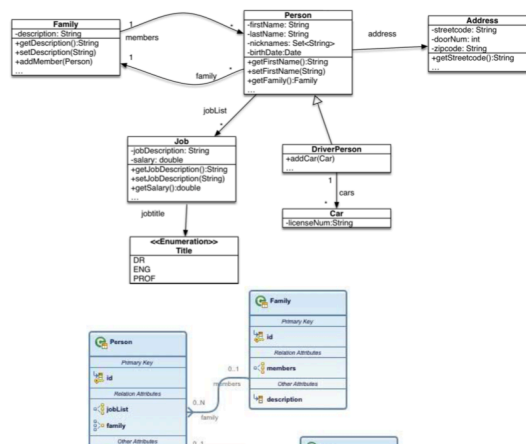 Family
-description: String
+getDescription():String
+setDescription(String)
+addMember(Person)
...
1
members
*
1
family
*
Person
-firstName: String
-lastName: String
-nicknames: Set<String>
-birthDate:Date
+getFirstName():String
+setFirstName(String)
+getFamily():Family
...
address
Address
-streetcode: String
-doorNum: int
-zipcode: String
+getStreetcode():String
...
jobList
*
Job
-jobDescription: String
-salary: double
+getJobDescription():String
+setJobDescription(String)
+getSalary():double
...
jobtitle
<<Enumeration>>
Title
DR
ENG
PROF
DriverPerson
+addCar(Car)
...
1
cars
*
Car
-licenseNum:String
Family
Primary Key
id
Relation Attributes
members
Other Attributes
description
Person
Primary Key
id
Relation Attributes
jobList
family
Other Attributes
0..1
members
0..N
family
0..1